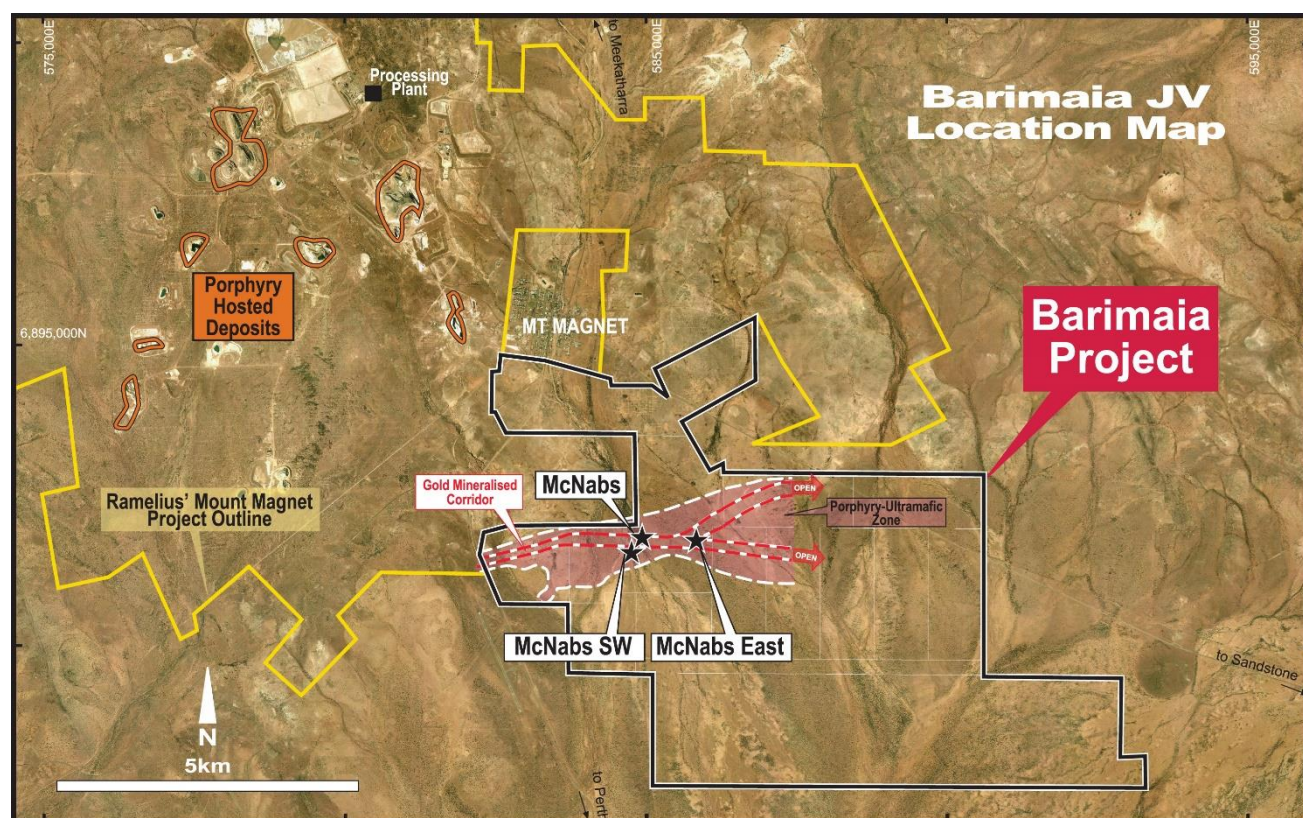 575,000E
585,000E
595,000E
to Meekatharra
Processing
Plant
Barimaia JV
Location Map
Porphyry
Hosted
Deposits
MT MAGNET
6,895,000N
Barimaia
Project
Gold Mineralised
Corridor
McNabs
OPEN
Porphyry-Ultramafic
Zone
Ramelius' Mount Magnet
Project Outline
OPEN
McNabs SW
McNabs East
to Sandstone
N
5km
to Perth